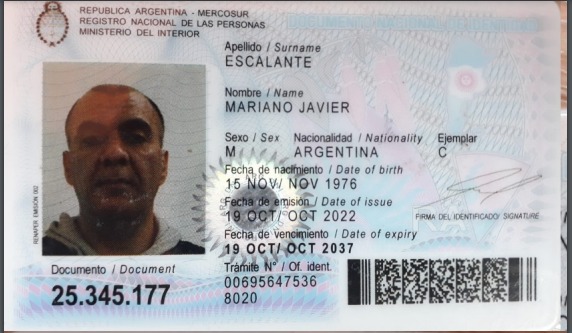 REPUBLICA ARGENTINA - MERCOSUR
REGISTRO NACIONAL DE LAS PERSONAS
MINISTERIO DEL INTERIOR
Apellido / Surname
ESCALANTE
Nombre / Name
MARIANO JAVIER
Sexo / Sex Nacionalidad / Nationality Ejemplar
M ARGENTINA C
Fecha de nacimiento / Date of birth
15 NOV/ NOV 1976
Fecha de emisión / Date of issue
19 OCT/ OCT 2022
FIRMA DEL IDENTIFICADO/ SIGNATURE
Fecha de vencimiento / Date of expiry
19 OCT/ OCT 2037
Documento / Document
25.345.177
Trámite N° / Of. ident.
00695647536
8020